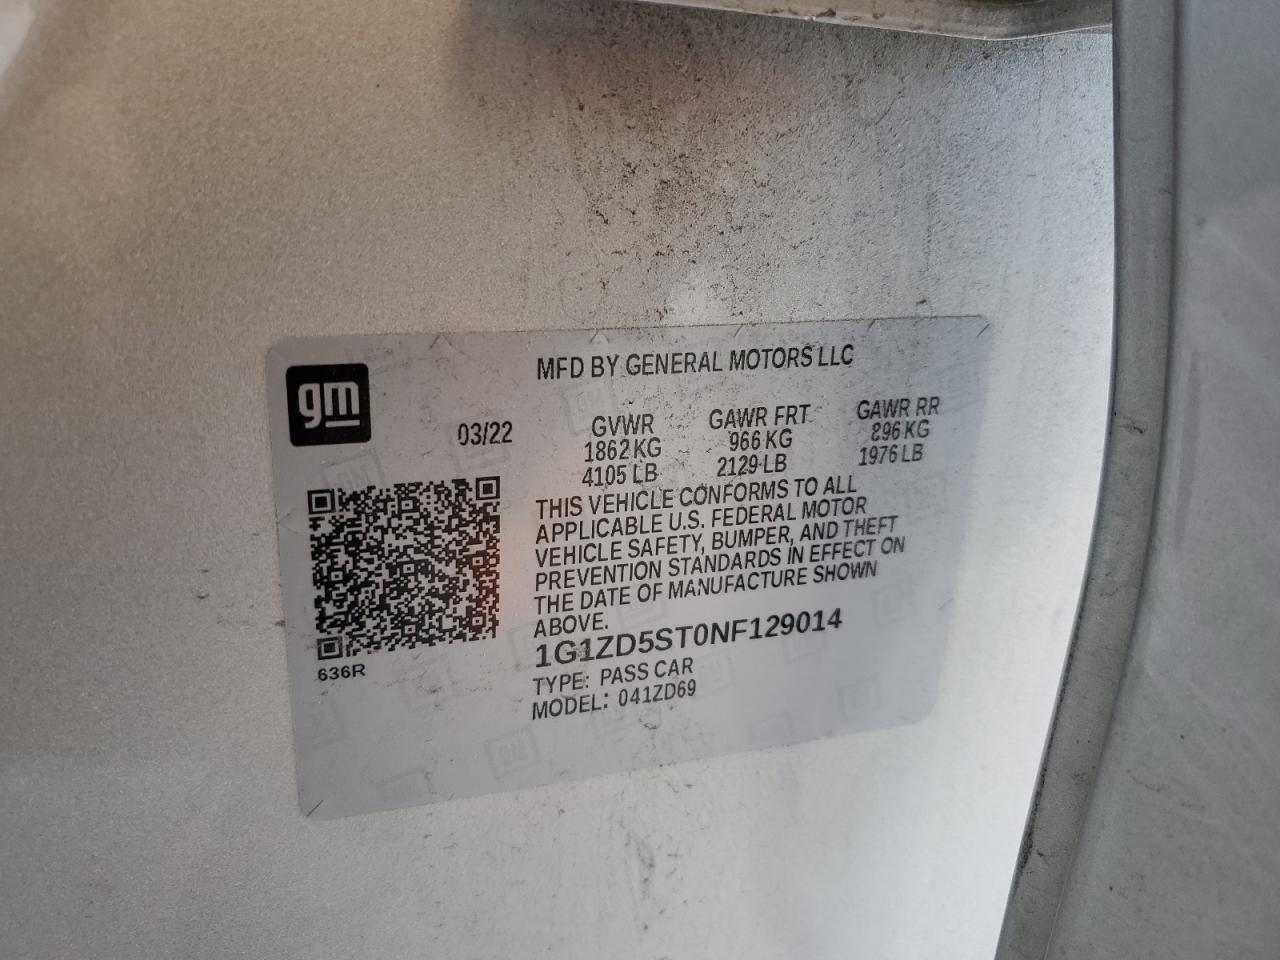 gm
MFD BY GENERAL MOTORS LLC
03/22 GVWR GAWR FRT GAWR RR
1862 KG 966 KG 896 KG
4105 LB 2129 LB 1976 LB
THIS VEHICLE CONFORMS TO ALL
APPLICABLE U.S. FEDERAL MOTOR
VEHICLE SAFETY, BUMPER, AND THEFT
PREVENTION STANDARDS IN EFFECT ON
THE DATE OF MANUFACTURE SHOWN
ABOVE.
1G1ZD5ST0NF129014
TYPE: PASS CAR
MODEL: 041ZD69
636R